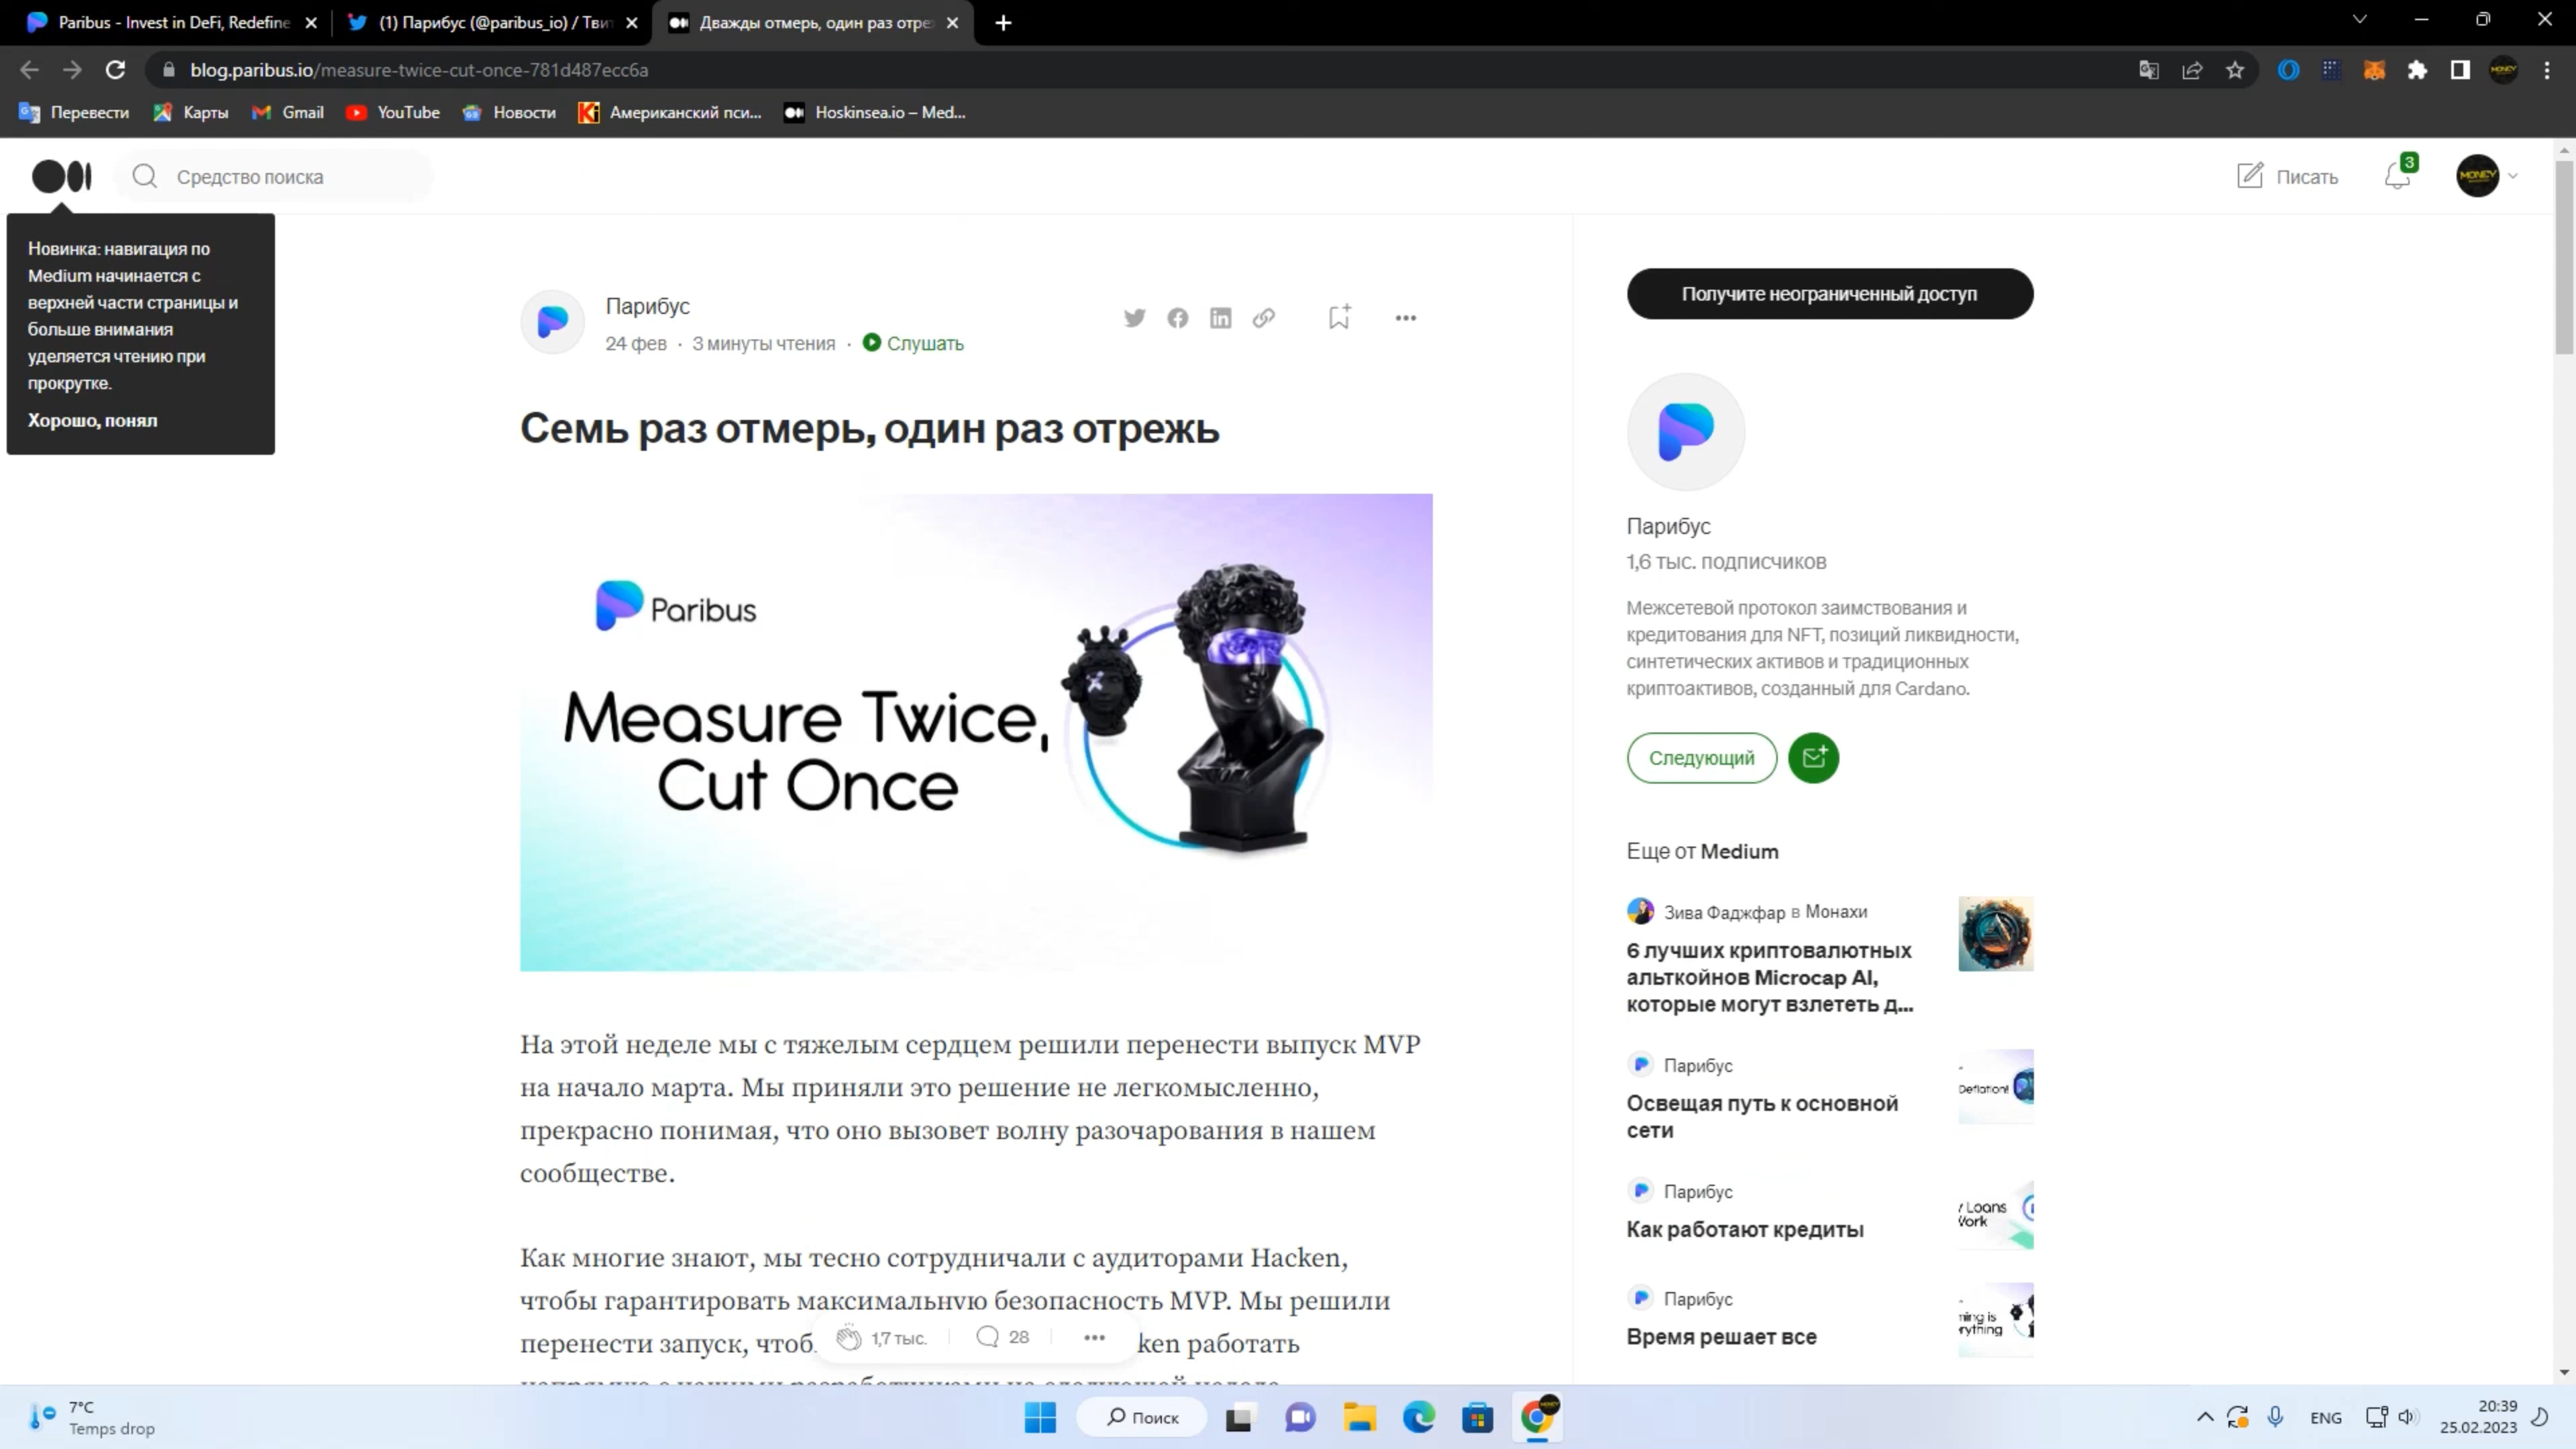 Paribus - Invest in DeFi, Redefine
(1) Парибус (@paribus_io) / Тви
Дважды отмерь, один раз отре
blog.paribus.io/measure-twice-cut-once-781d487ecc6a
Перевести
Карты
Gmail
YouTube
Новости
Американский пси...
Hoskinsea.io – Med...
Средство поиска
Писать
3
Новинка: навигация по
Medium начинается с
верхней части страницы и
больше внимания
уделяется чтению при
прокрутке.
Хорошо, понял
Парибус
24 фев · 3 минуты чтения · Слушать
Семь раз отмерь, один раз отрежь
Paribus
Measure Twice,
Cut Once
На этой неделе мы с тяжелым сердцем решили перенести выпуск MVP
на начало марта. Мы приняли это решение не легкомысленно,
прекрасно понимая, что оно вызовет волну разочарования в нашем
сообществе.
Как многие знают, мы тесно сотрудничали с аудиторами Hacken,
чтобы гарантировать максимальную безопасность MVP. Мы решили
перенести запуск, чтоб
ken работать
1,7 тыс.
28
Получите неограниченный доступ
Парибус
1,6 тыс. подписчиков
Межсетевой протокол заимствования и
кредитования для NFT, позиций ликвидности,
синтетических активов и традиционных
криптоактивов, созданный для Cardano.
Следующий
Еще от Medium
Зива Фаджфар в Монахи
6 лучших криптовалютных
альткойнов Microcap AI,
которые могут взлететь д...
Парибус
Освещая путь к основной
сети
Deflation!
Парибус
Как работают кредиты
Loans
Work
Парибус
Время решает все
ning is
rything
7°C
Temps drop
Поиск
ENG
20:39
25.02.2023